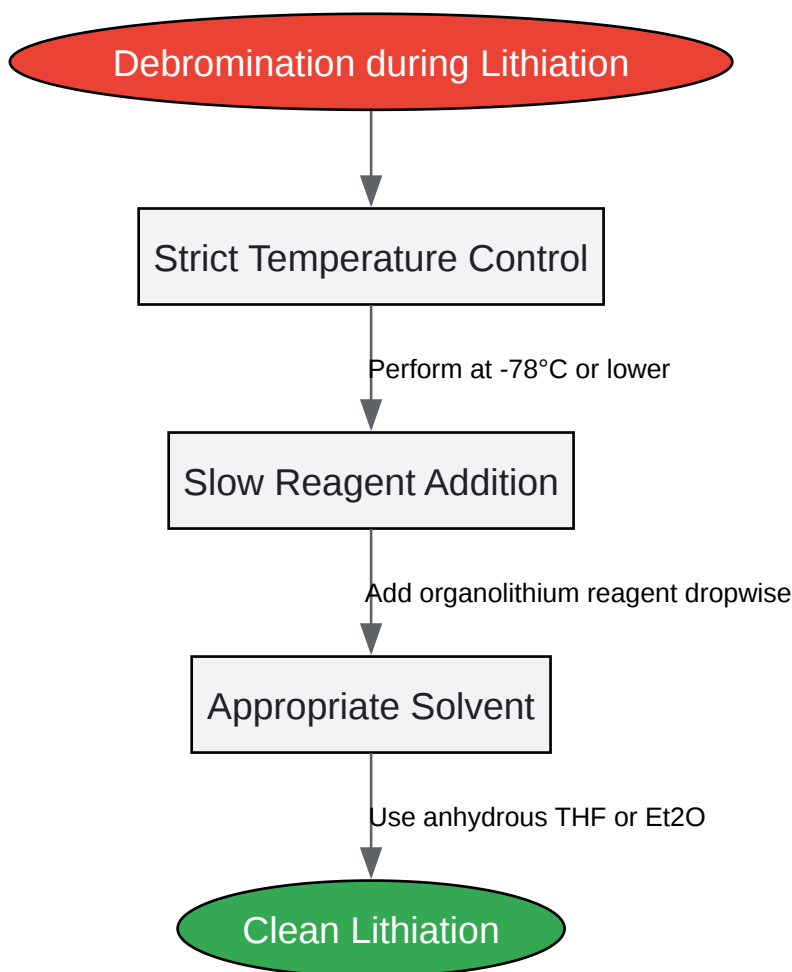 Debromination during Lithiation
Strict Temperature Control
Perform at -78°C or lower
Slow Reagent Addition
Add organolithium reagent dropwise
Appropriate Solvent
Use anhydrous THF or Et2O
Clean Lithiation